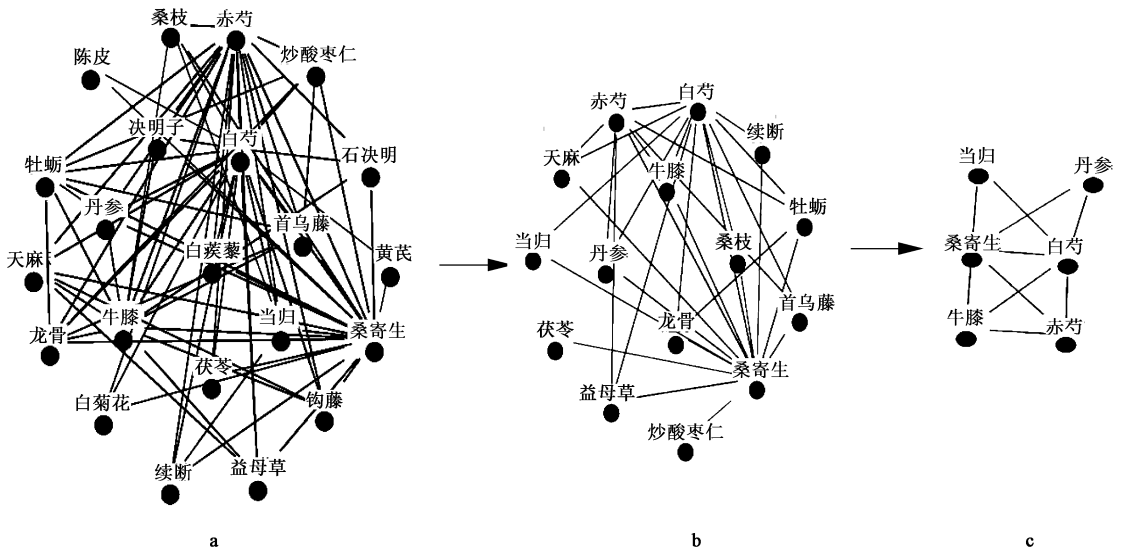 桑枝 赤芍
陈皮
炒酸枣仁
决明子
白芍
石决明
牡蛎
丹参
首乌藤
白蒺藜
黄芪
天麻
牛膝
当归
桑寄生
龙骨
茯苓
白菊花
钩藤
续断
益母草
a
赤芍
白芍
续断
天麻
牛膝
牡蛎
当归
丹参
桑枝
首乌藤
龙骨
茯苓
桑寄生
益母草
炒酸枣仁
b
当归
丹参
桑寄生
白芍
牛膝
赤芍
c